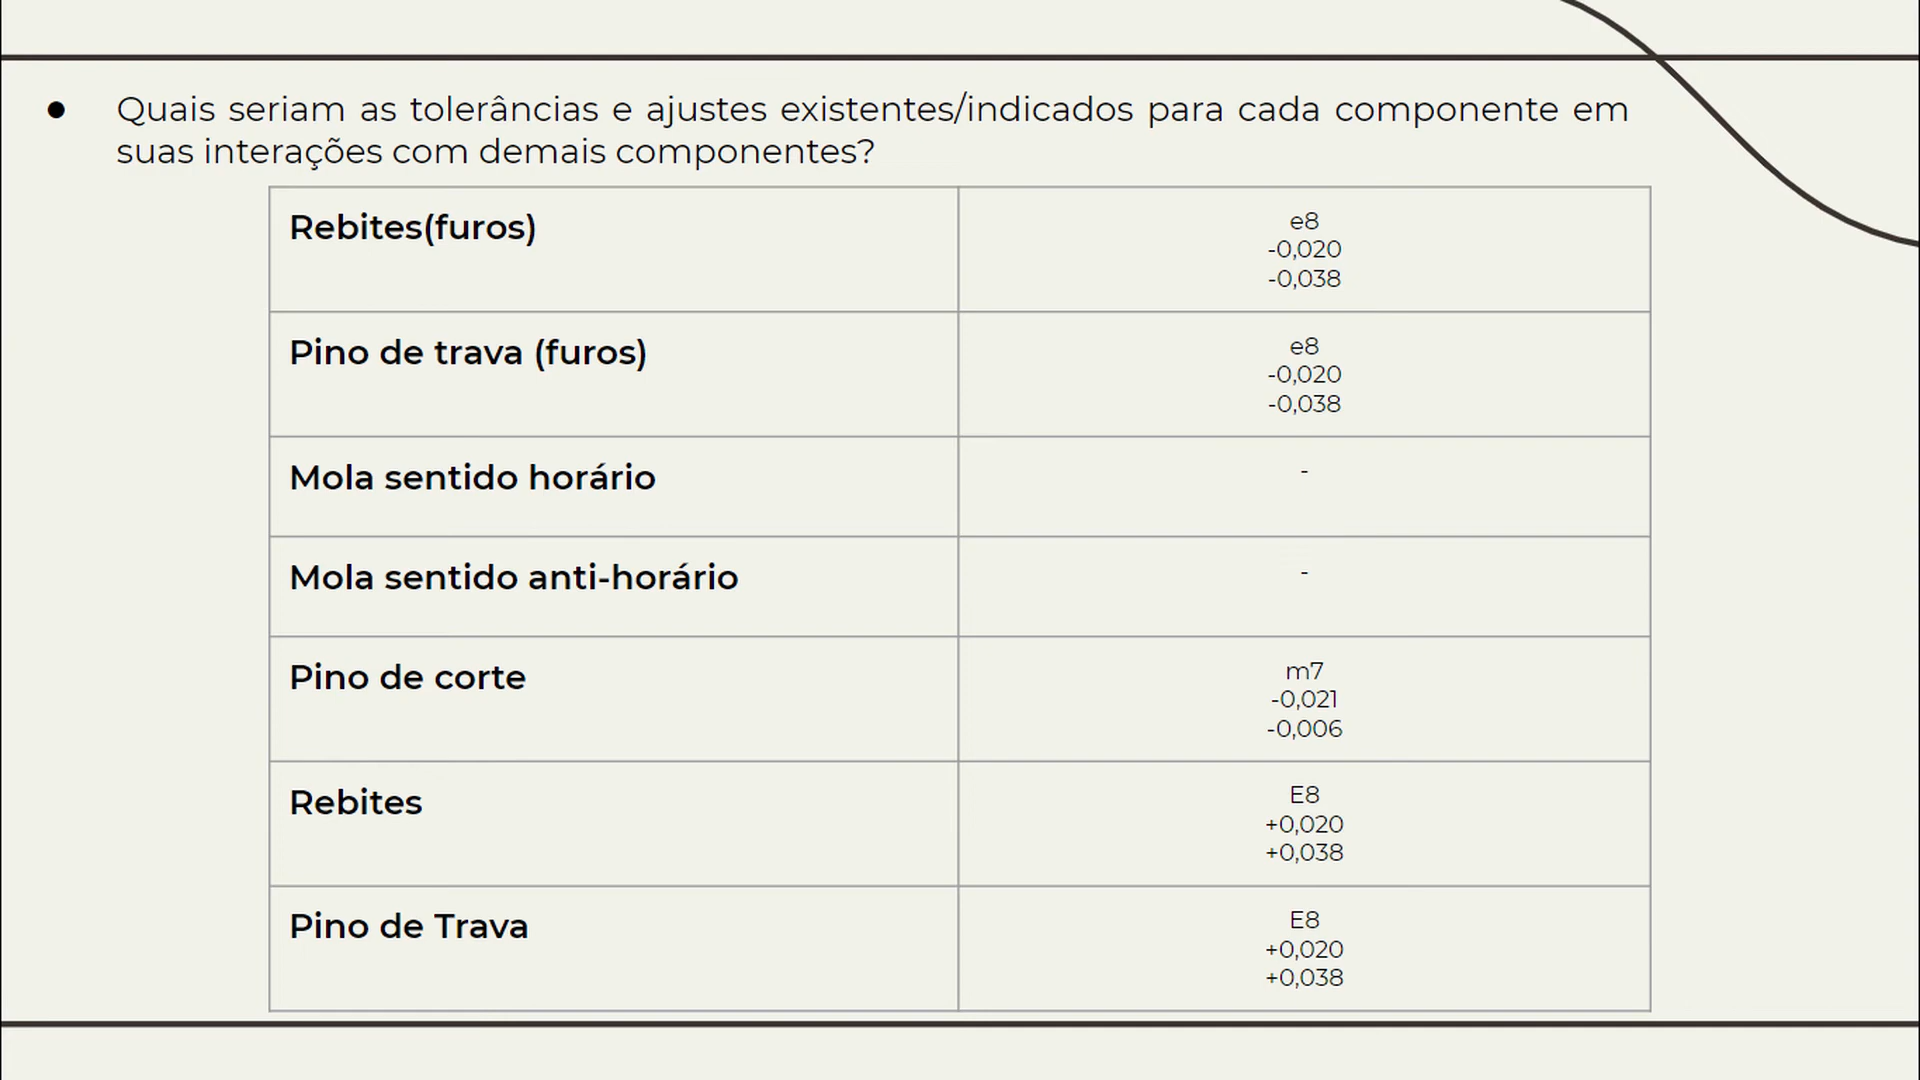 ● Quais seriam as tolerâncias e ajustes existentes/indicados para cada componente em
suas interações com demais componentes?
Rebites(furos)
e8
-0,020
-0,038
Pino de trava (furos)
e8
-0,020
-0,038
Mola sentido horário
-
Mola sentido anti-horário
-
Pino de corte
m7
-0,021
-0,006
Rebites
E8
+0,020
+0,038
Pino de Trava
E8
+0,020
+0,038